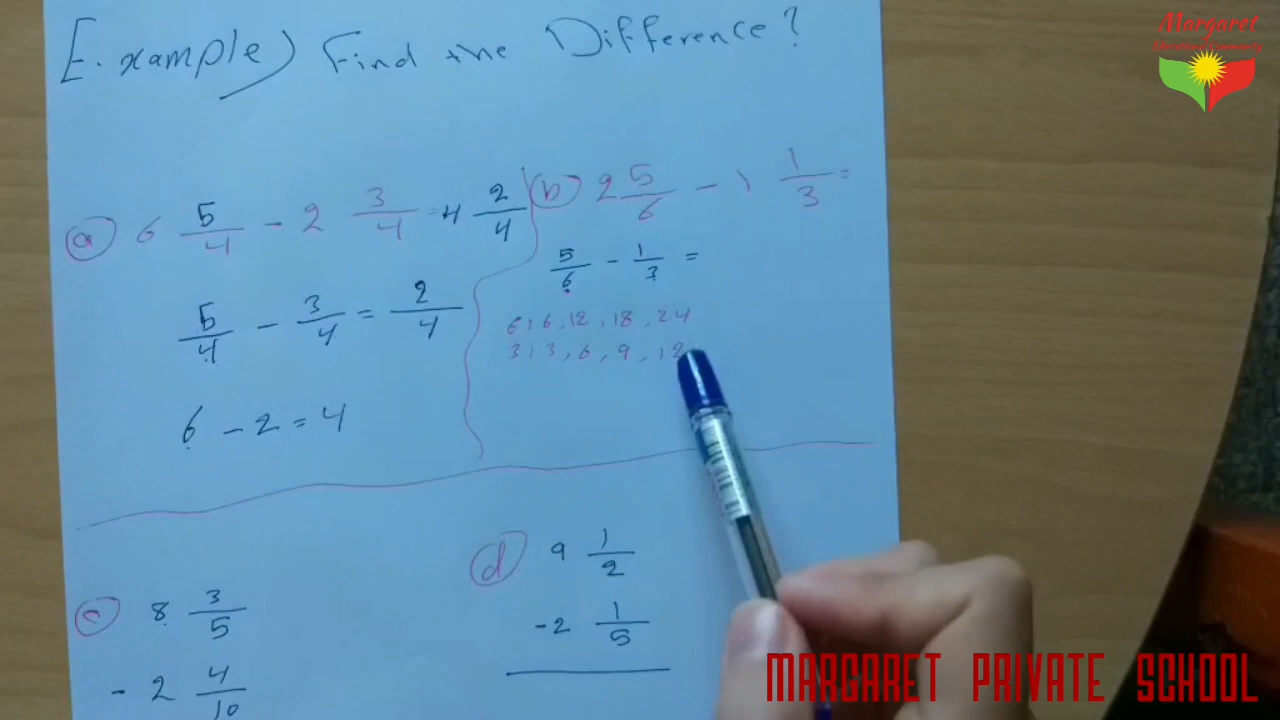 E.xample) Find the Difference?
a) 6 5/4 - 2 3/4 = 4 2/4
5/4 - 3/4 = 2/4
6 - 2 = 4
b) 2 5/6 - 1 1/3 =
5/6 - 1/3 =
6: 6, 12, 18, 24
3: 3, 6, 9, 12
c) 8 3/5
- 2 4/10
d) 9 1/2
- 2 1/5
Margaret
MARGARET PRIVATE SCHOOL